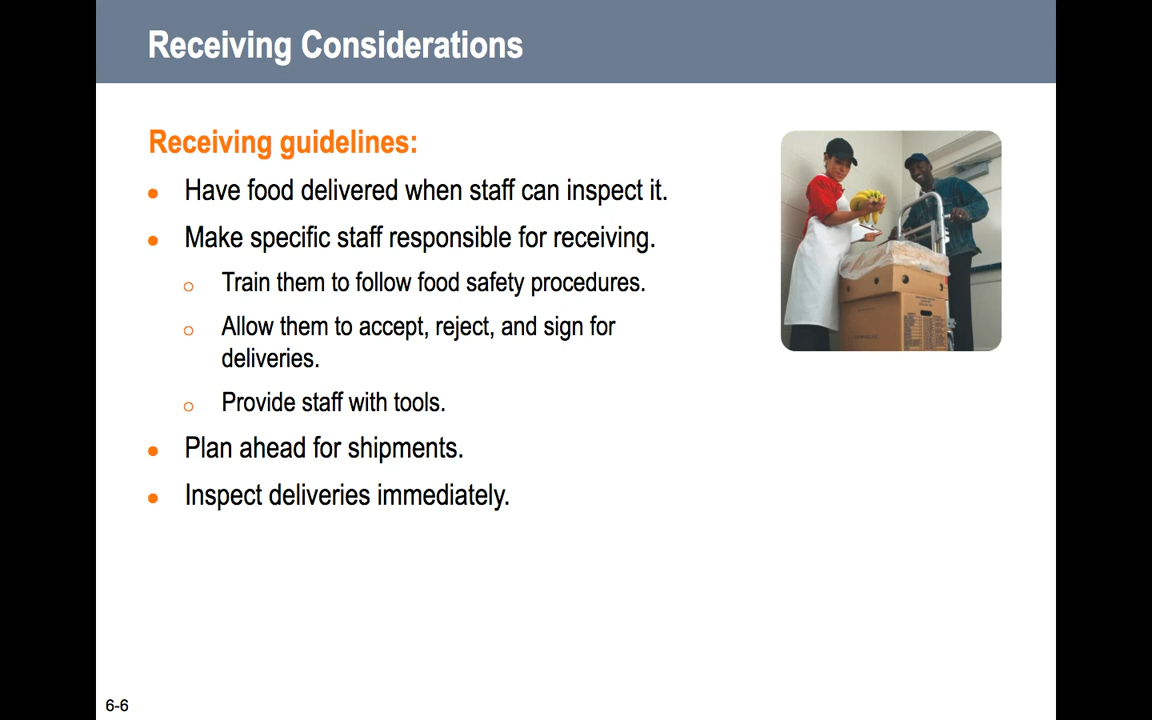 Receiving Considerations
Receiving guidelines:
Have food delivered when staff can inspect it.
Make specific staff responsible for receiving.
Train them to follow food safety procedures.
Allow them to accept, reject, and sign for
deliveries.
Provide staff with tools.
Plan ahead for shipments.
Inspect deliveries immediately.
6-6